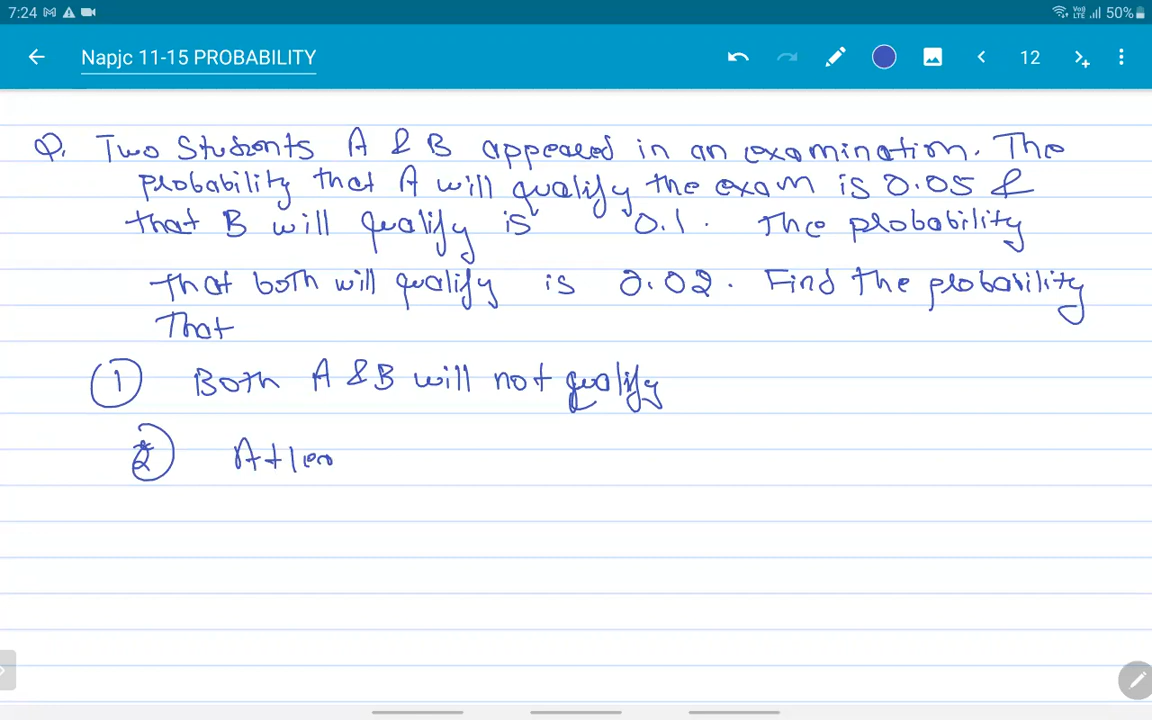 7:24 50%
Napjc 11-15 PROBABILITY 12
Q. Two Students A & B appeared in an examination. The
probability that A will qualify the exam is 0.05 &
that B will qualify is 0.1. The probability
that both will qualify is 0.02. Find the probability
That
1 Both A & B will not qualify
2 Atlea